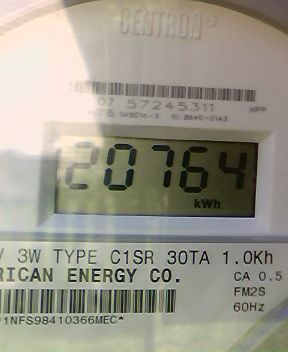 CENTRON®
07 57245311 HPP
20764
kWh
3W TYPE C1SR 30TA 1.0Kh
RICAN ENERGY CO.
CA 0.5
FM2S
60Hz
1NFS98410366MEC*